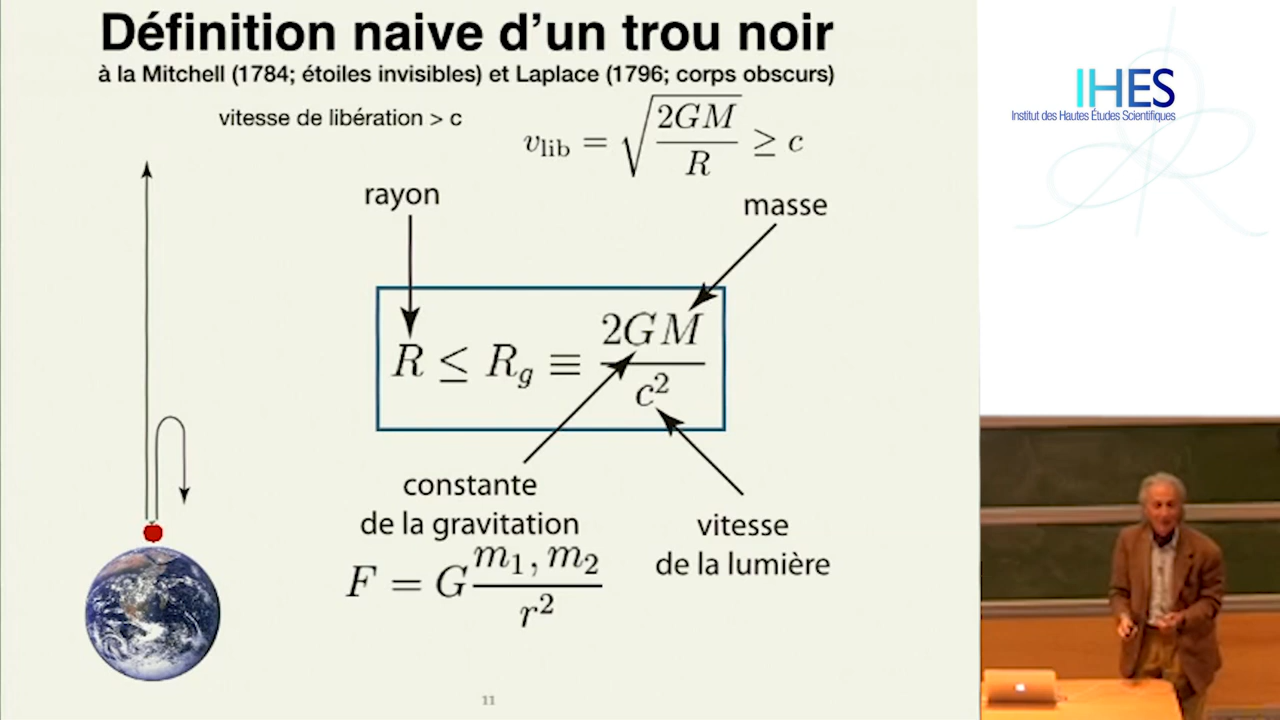 Définition naive d'un trou noir
à la Mitchell (1784; étoiles invisibles) et Laplace (1796; corps obscurs)
vitesse de libération > c
v_lib = √(2GM/R) ≥ c
rayon
masse
R ≤ R_g ≡ 2GM/c²
constante
de la gravitation
F = G m₁, m₂/r²
vitesse
de la lumière
11
IHES
Institut des Hautes Études Scientifiques